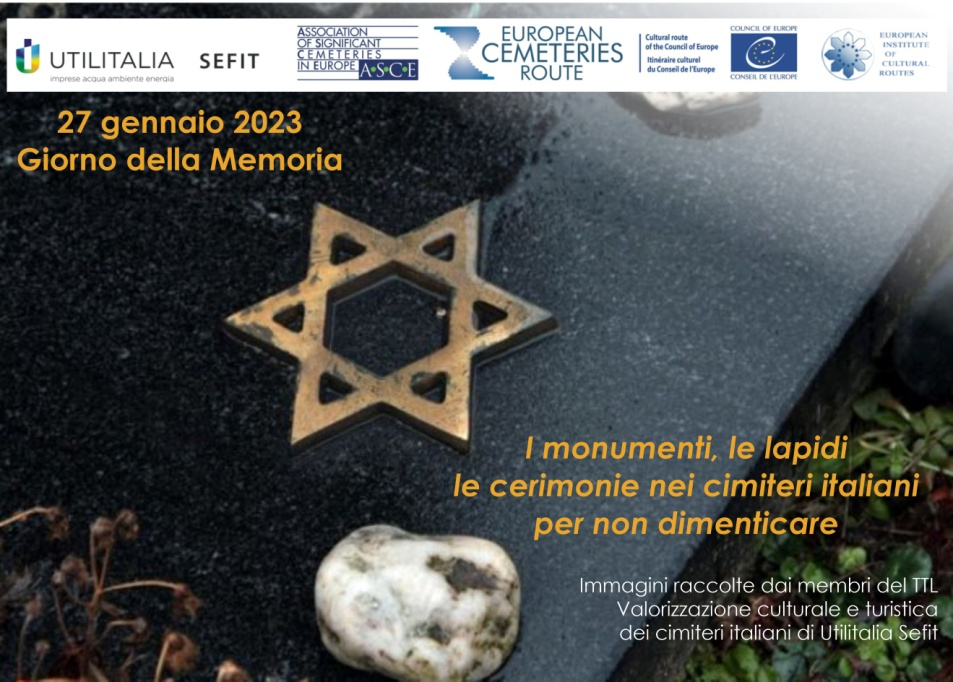 UTILITALIA
imprese acqua ambiente energia
SEFIT
ASSOCIATION
OF SIGNIFICANT
CEMETERIES
IN EUROPE A·S·C·E
EUROPEAN
CEMETERIES
ROUTE
Cultural route
of the Council of Europe
Itinéraire culturel
du Conseil de l'Europe
COUNCIL OF EUROPE
CONSEIL DE L'EUROPE
EUROPEAN
INSTITUTE
OF
CULTURAL
ROUTES
27 gennaio 2023
Giorno della Memoria
I monumenti, le lapidi
le cerimonie nei cimiteri italiani
per non dimenticare
Immagini raccolte dai membri del TTL
Valorizzazione culturale e turistica
dei cimiteri italiani di Utilitalia Sefit